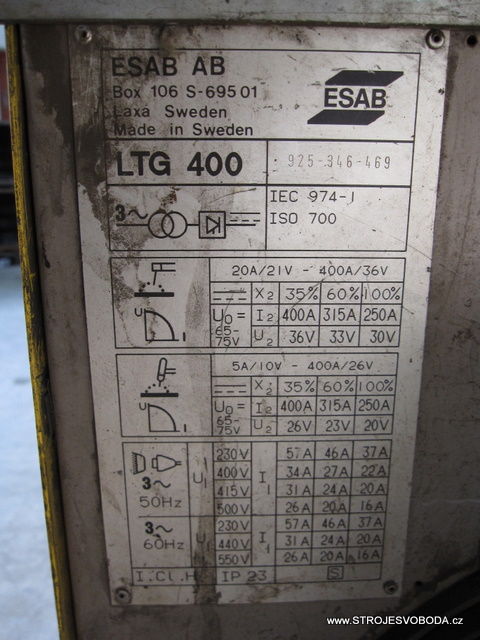 ESAB AB
Box 106 S-695 01
Laxa Sweden
Made in Sweden
ESAB
LTG 400
925-346-469
3~
IEC 974-1
ISO 700
20A/21V - 400A/36V
X2 35% 60% 100%
U0= I2 400A 315A 250A
65-75V U2 36V 33V 30V
U I
5A/10V - 400A/26V
X2 35% 60% 100%
U0= I2 400A 315A 250A
65-75V U2 26V 23V 20V
U I
3~ 50Hz U1 I1
230V 57A 46A 37A
400V 34A 27A 22A
415V 31A 24A 20A
500V 26A 20A 16A
3~ 60Hz U1 I1
230V 57A 46A 37A
440V 31A 24A 20A
550V 26A 20A 16A
I.Cl.H IP 23 S
www.STROJESVOBODA.cz